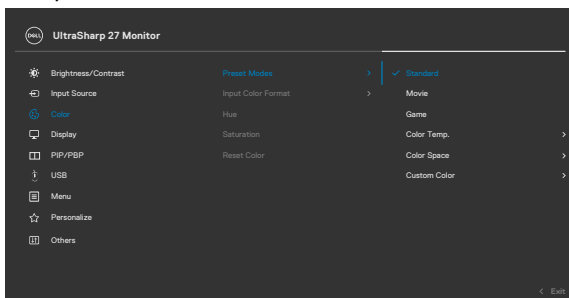 DELL UltraSharp 27 Monitor
Brightness/Contrast Preset Modes Standard
Input Source Input Color Format Movie
Color Hue Game
Display Saturation Color Temp.
PIP/PBP Reset Color Color Space
USB Custom Color
Menu
Personalize
Others
Exit